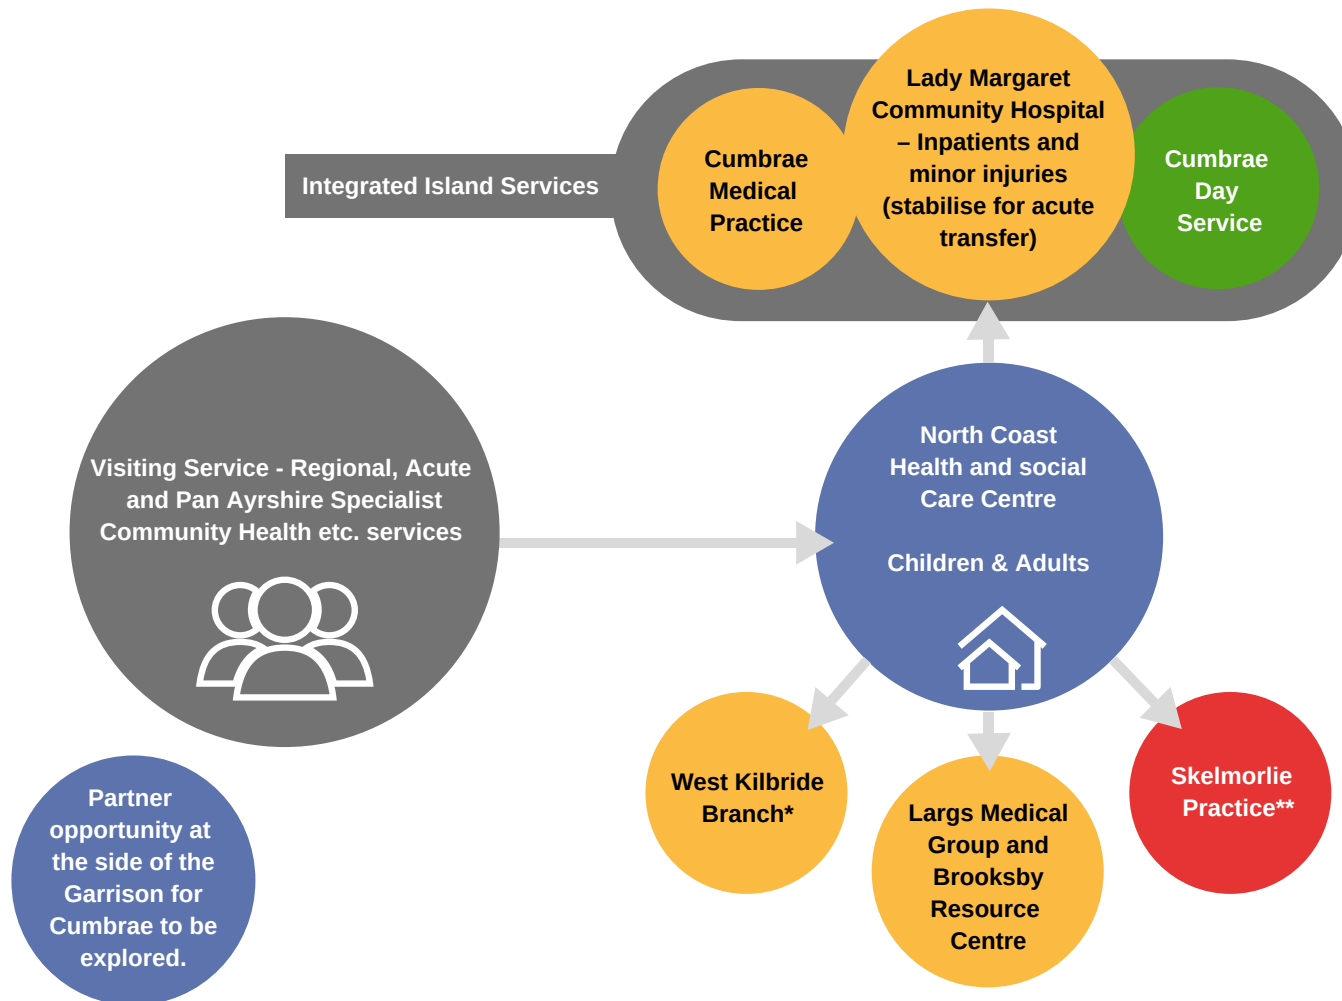 Lady Margaret
Community Hospital
– Inpatients and
minor injuries
(stabilise for acute
transfer)
Cumbrae
Medical
Practice
Cumbrae
Day
Service
Integrated Island Services
North Coast
Health and social
Care Centre
Children & Adults
Visiting Service - Regional, Acute
and Pan Ayrshire Specialist
Community Health etc. services
West Kilbride
Branch*
Largs Medical
Group and
Brooksby
Resource
Centre
Skelmorlie
Practice**
Partner
opportunity at
the side of the
Garrison for
Cumbrae to be
explored.